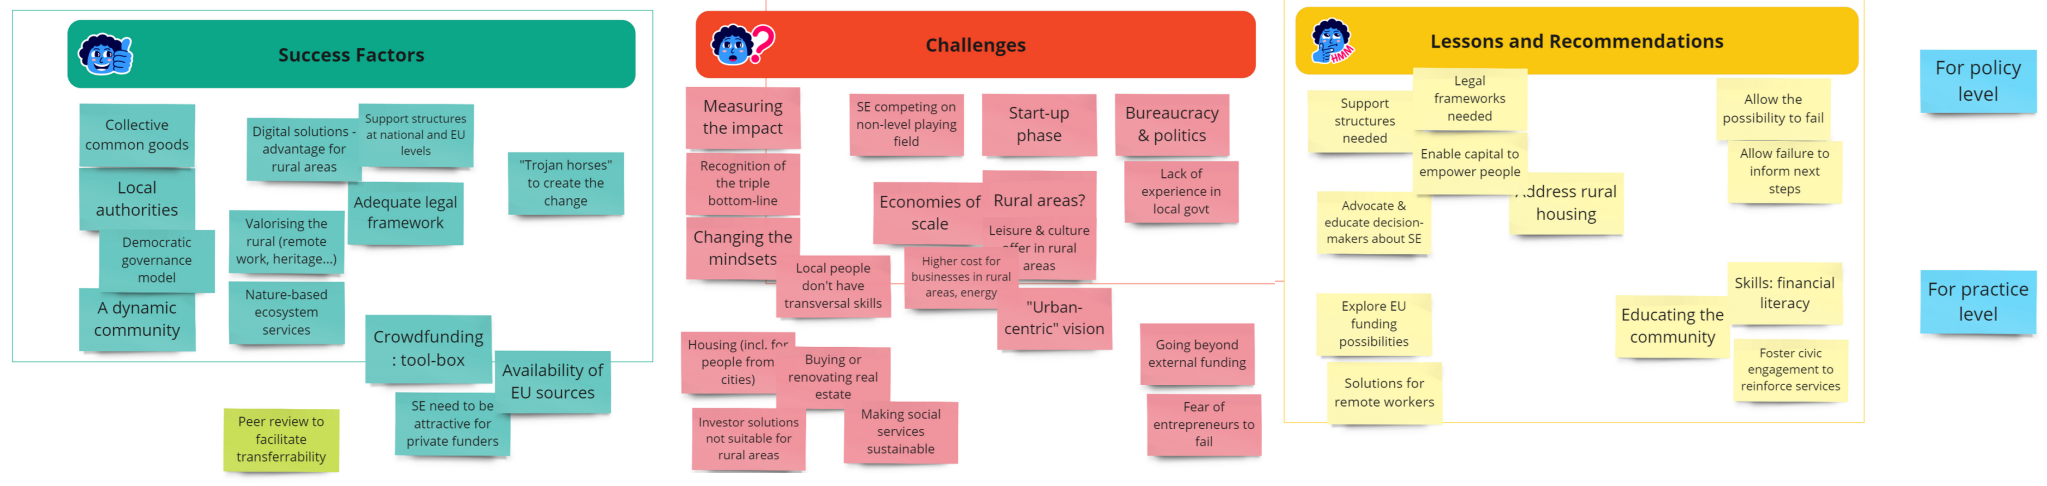 Success Factors
Collective
common goods
Local
authorities
Democratic
governance
model
A dynamic
community
Digital solutions -
advantage for
rural areas
Support structures
at national and EU
levels
Adequate legal
framework
Valorising the
rural (remote
work, heritage...)
Nature-based
ecosystem
services
"Trojan horses"
to create the
change
Crowdfunding
: tool-box
Availability of
EU sources
SE need to be
attractive for
private funders
Peer review to
facilitate
transferrability
Challenges
Measuring
the impact
Recognition of
the triple
bottom-line
Changing the
mindsets
Local people
don't have
transversal skills
SE competing on
non-level playing
field
Start-up
phase
Bureaucracy
& politics
Lack of
experience in
local govt
Economies of
scale
Rural areas?
Leisure & culture
offer in rural
areas
Higher cost for
businesses in rural
areas, energy
"Urban-
centric" vision
Housing (incl. for
people from
cities)
Buying or
renovating real
estate
Investor solutions
not suitable for
rural areas
Making social
services
sustainable
Going beyond
external funding
Fear of
entrepreneurs to
fail
HMM
Lessons and Recommendations
Support
structures
needed
Legal
frameworks
needed
Enable capital to
empower people
Address rural
housing
Advocate &
educate decision-
makers about SE
Allow the
possibility to fail
Allow failure to
inform next
steps
Explore EU
funding
possibilities
Solutions for
remote workers
Skills: financial
literacy
Educating the
community
Foster civic
engagement to
reinforce services
For policy
level
For practice
level